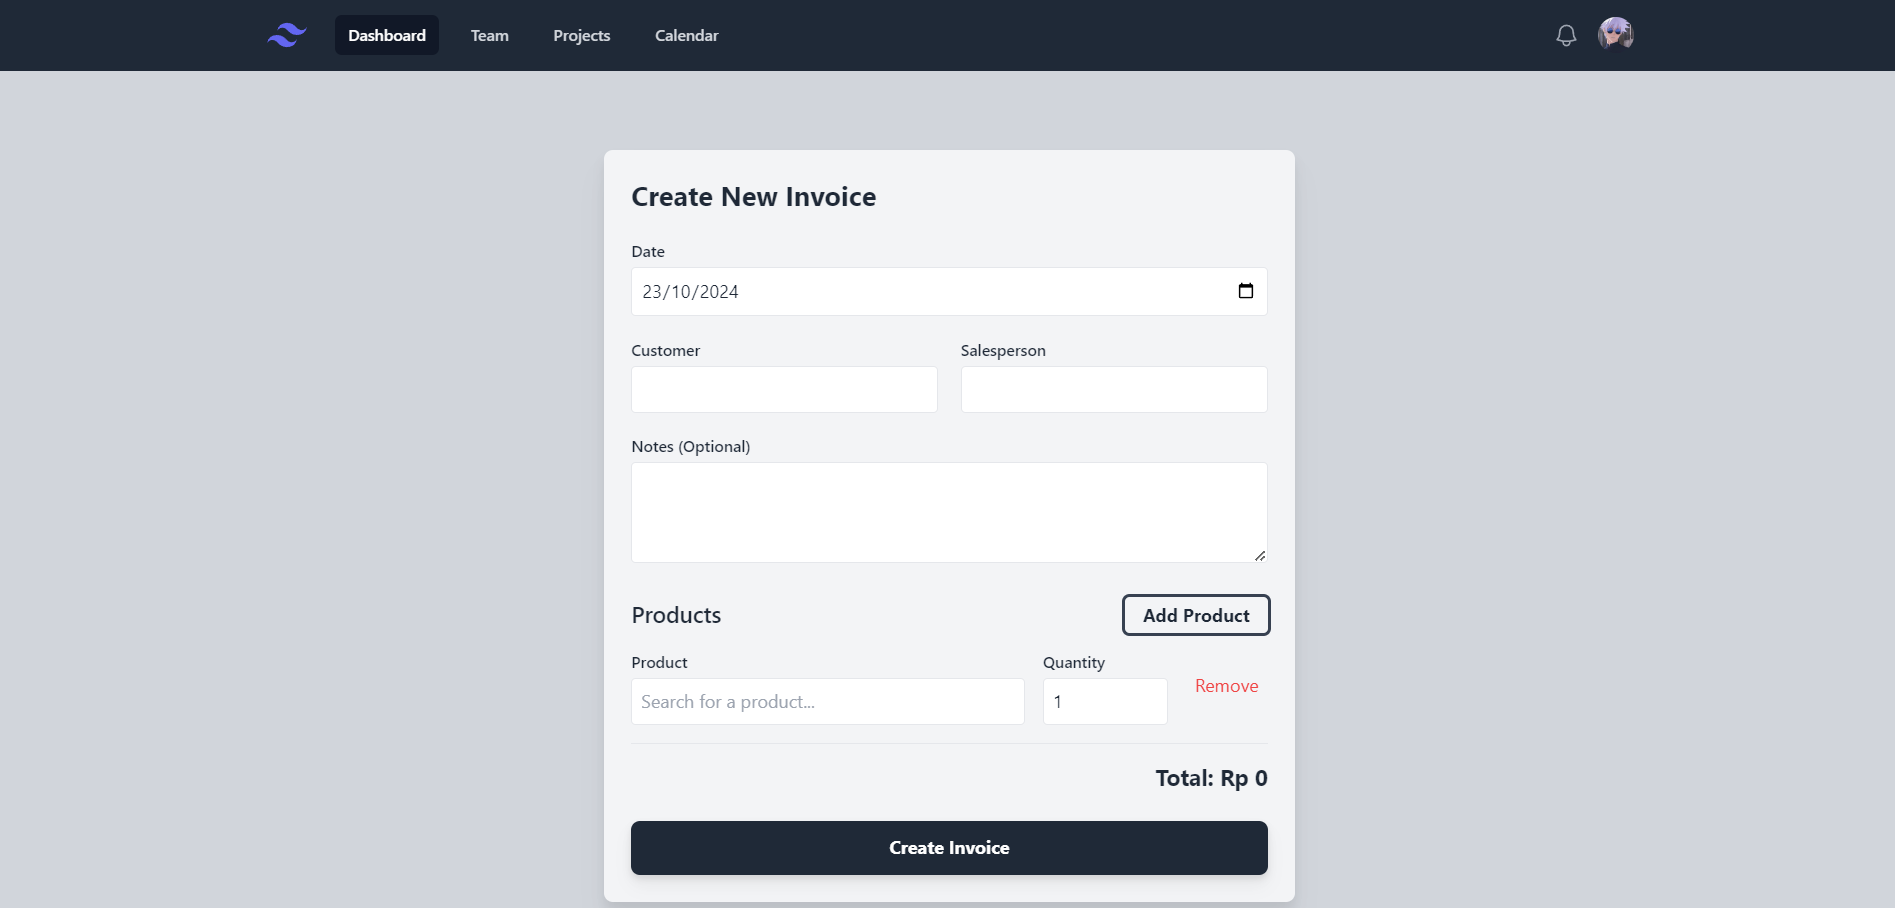 Dashboard Team Projects Calendar
Create New Invoice
Date
23/10/2024
Customer Salesperson
Notes (Optional)
Products Add Product
Product Quantity
Remove
Search for a product... 1
Total: Rp 0
Create Invoice